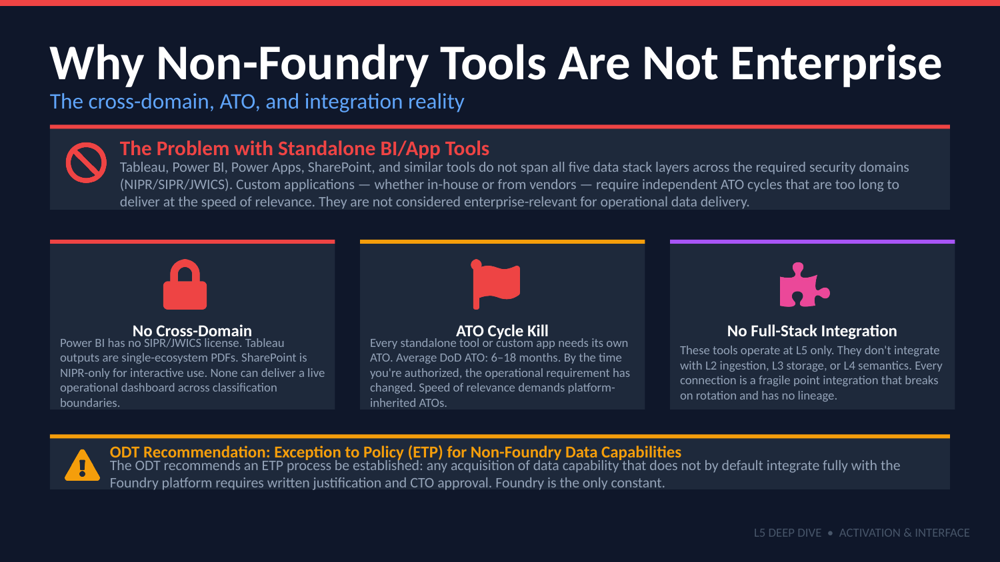 Why Non-Foundry Tools Are Not Enterprise
The cross-domain, ATO, and integration reality
The Problem with Standalone BI/App Tools
Tableau, Power BI, Power Apps, SharePoint, and similar tools do not span all five data stack layers across the required security domains
(NIPR/SIPR/JWICS). Custom applications — whether in-house or from vendors — require independent ATO cycles that are too long to
deliver at the speed of relevance. They are not considered enterprise-relevant for operational data delivery.
No Cross-Domain
Power BI has no SIPR/JWICS license. Tableau
outputs are single-ecosystem PDFs. SharePoint is
NIPR-only for interactive use. None can deliver a live
operational dashboard across classification
boundaries.
ATO Cycle Kill
Every standalone tool or custom app needs its own
ATO. Average DoD ATO: 6–18 months. By the time
you're authorized, the operational requirement has
changed. Speed of relevance demands platform-
inherited ATOs.
No Full-Stack Integration
These tools operate at L5 only. They don't integrate
with L2 ingestion, L3 storage, or L4 semantics. Every
connection is a fragile point integration that breaks
on rotation and has no lineage.
ODT Recommendation: Exception to Policy (ETP) for Non-Foundry Data Capabilities
The ODT recommends an ETP process be established: any acquisition of data capability that does not by default integrate fully with the
Foundry platform requires written justification and CTO approval. Foundry is the only constant.
L5 DEEP DIVE • ACTIVATION & INTERFACE